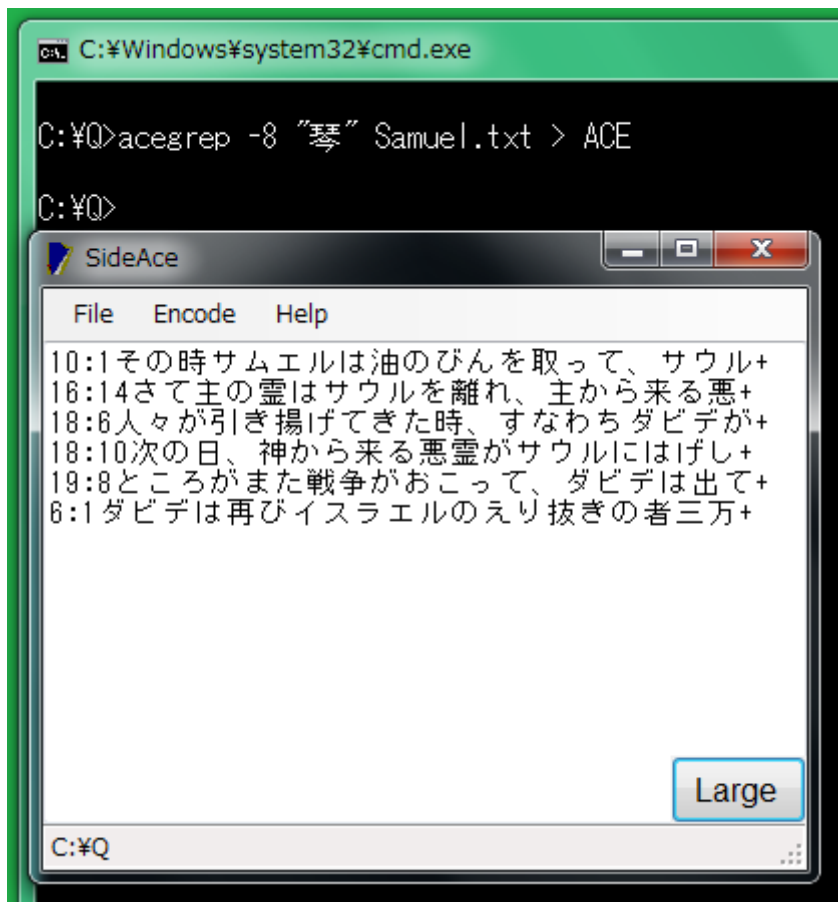 C:¥Windows¥system32¥cmd.exe
C:¥Q>acegrep -8 "琴" Samuel.txt > ACE
C:¥Q>
SideAce
File Encode Help
10:1その時サムエルは油のびんを取って、サウル+
16:14さて主の霊はサウルを離れ、主から来る悪+
18:6人々が引き揚げてきた時、すなわちダビデが+
18:10次の日、神から来る悪霊がサウルにはげし+
19:8ところがまた戦争がおこって、ダビデは出て+
6:1ダビデは再びイスラエルのえり抜きの者三万+
Large
C:¥Q